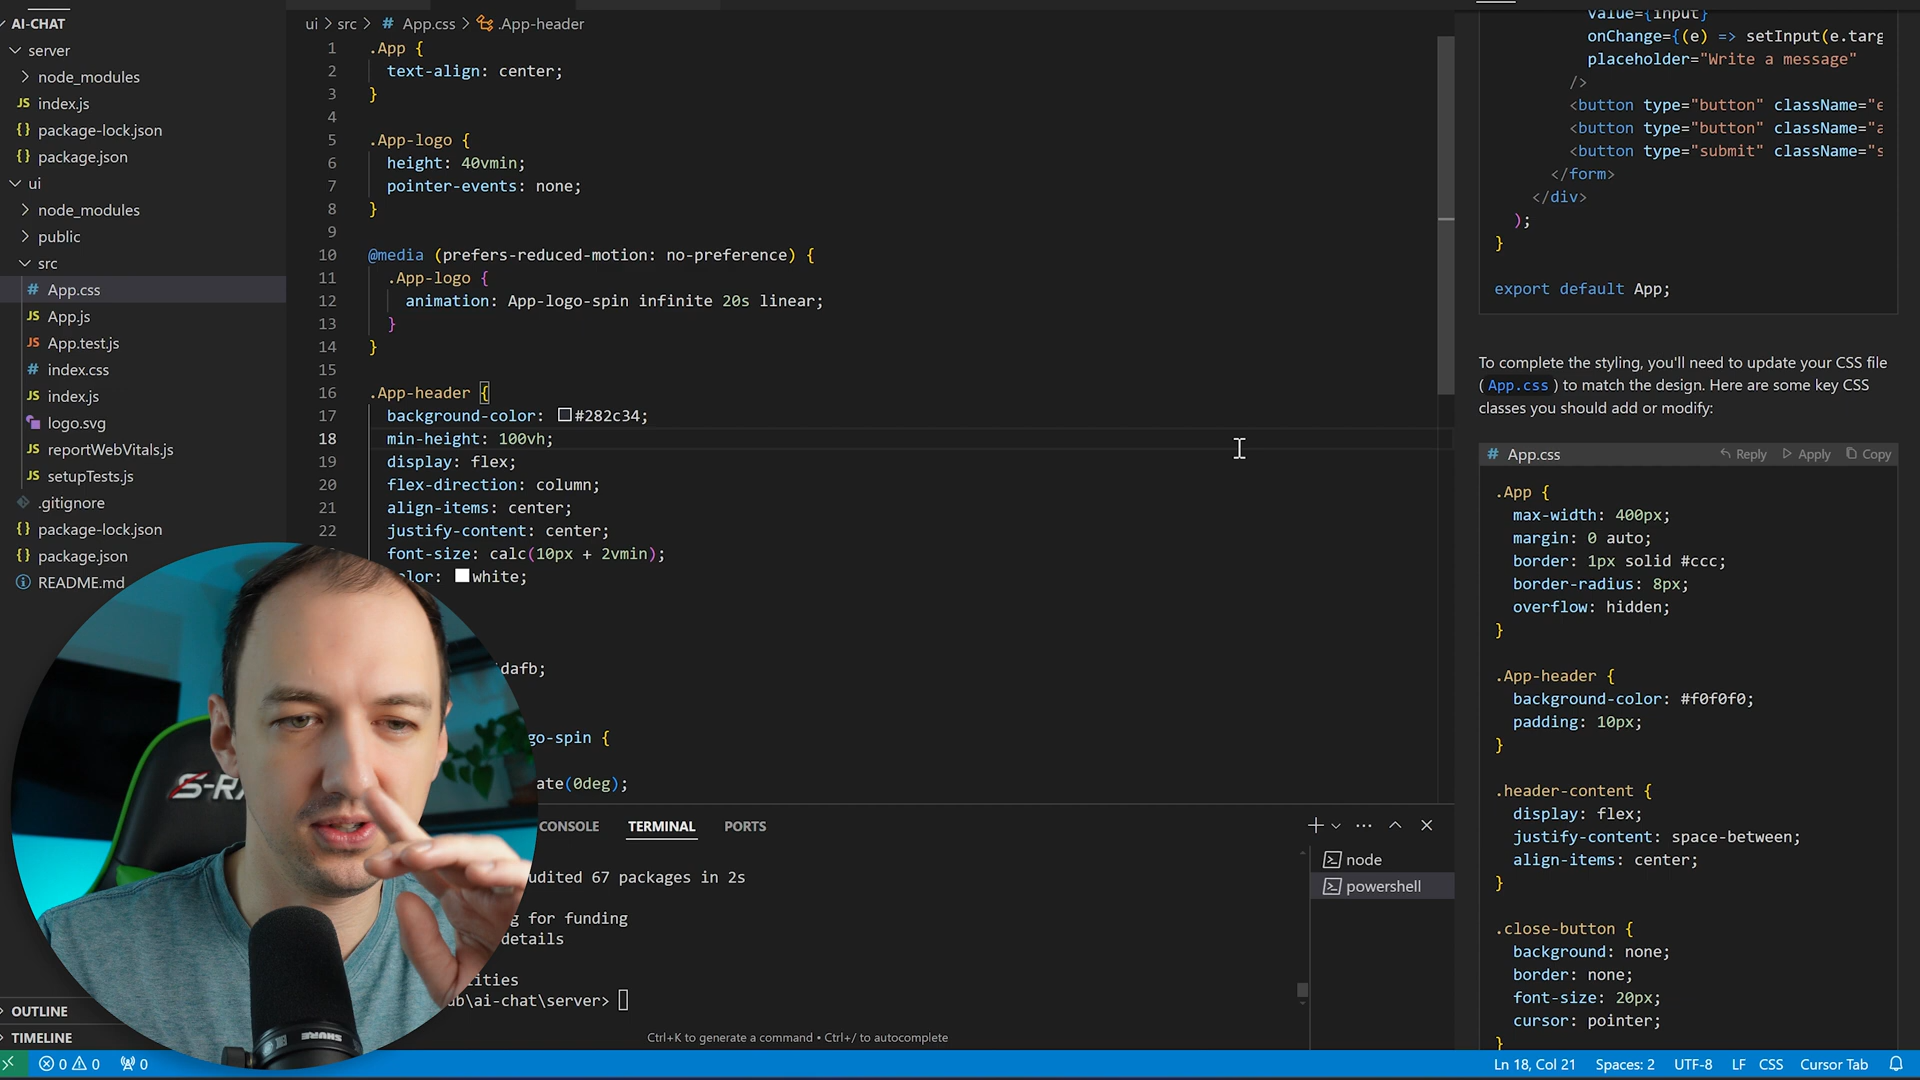 AI-CHAT
server
node_modules
index.js
package-lock.json
package.json
ui
node_modules
public
src
App.css
App.js
App.test.js
index.css
index.js
logo.svg
reportWebVitals.js
setupTests.js
.gitignore
package-lock.json
package.json
README.md
OUTLINE
TIMELINE
ui > src > # App.css > .App-header
1 .App {
2 text-align: center;
3 }
4
5 .App-logo {
6 height: 40vmin;
7 pointer-events: none;
8 }
9
10 @media (prefers-reduced-motion: no-preference) {
11 .App-logo {
12 animation: App-logo-spin infinite 20s linear;
13 }
14 }
15
16 .App-header {
17 background-color: #282c34;
18 min-height: 100vh;
19 display: flex;
20 flex-direction: column;
21 align-items: center;
22 justify-content: center;
font-size: calc(10px + 2vmin);
olor: white;
dafb;
go-spin {
ate(0deg);
CONSOLE
TERMINAL
PORTS
udited 67 packages in 2s
g for funding
details
ities
ub\ai-chat\server>
Ctrl+K to generate a command • Ctrl+/ to autocomplete
node
powershell
value={input}
onChange={(e) => setInput(e.targ
placeholder="Write a message"
/>
<button type="button" className="e
<button type="button" className="a
<button type="submit" className="s
</form>
</div>
);
}
export default App;
To complete the styling, you'll need to update your CSS file
( App.css ) to match the design. Here are some key CSS
classes you should add or modify:
# App.css Reply Apply Copy
.App {
max-width: 400px;
margin: 0 auto;
border: 1px solid #ccc;
border-radius: 8px;
overflow: hidden;
}
.App-header {
background-color: #f0f0f0;
padding: 10px;
}
.header-content {
display: flex;
justify-content: space-between;
align-items: center;
}
.close-button {
background: none;
border: none;
font-size: 20px;
cursor: pointer;
}
S-RA
SHURE
0 0 0
Ln 18, Col 21 Spaces: 2 UTF-8 LF CSS Cursor Tab